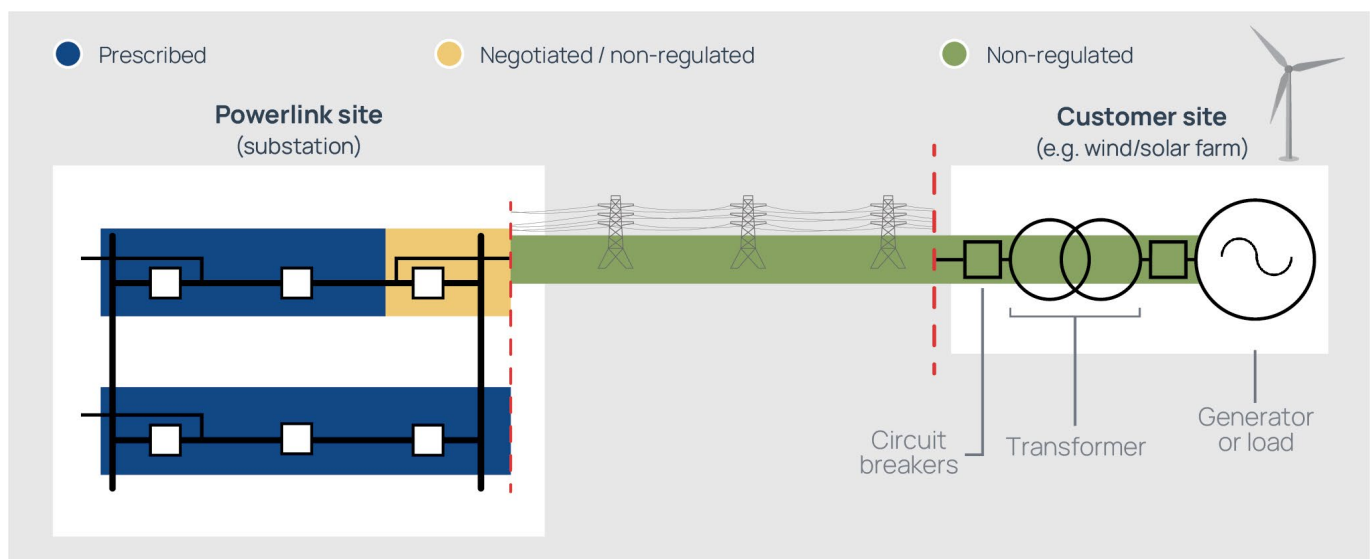 Prescribed
Negotiated / non-regulated
Non-regulated
Powerlink site
(substation)
Customer site
(e.g. wind/solar farm)
Circuit
breakers
Transformer
Generator
or load